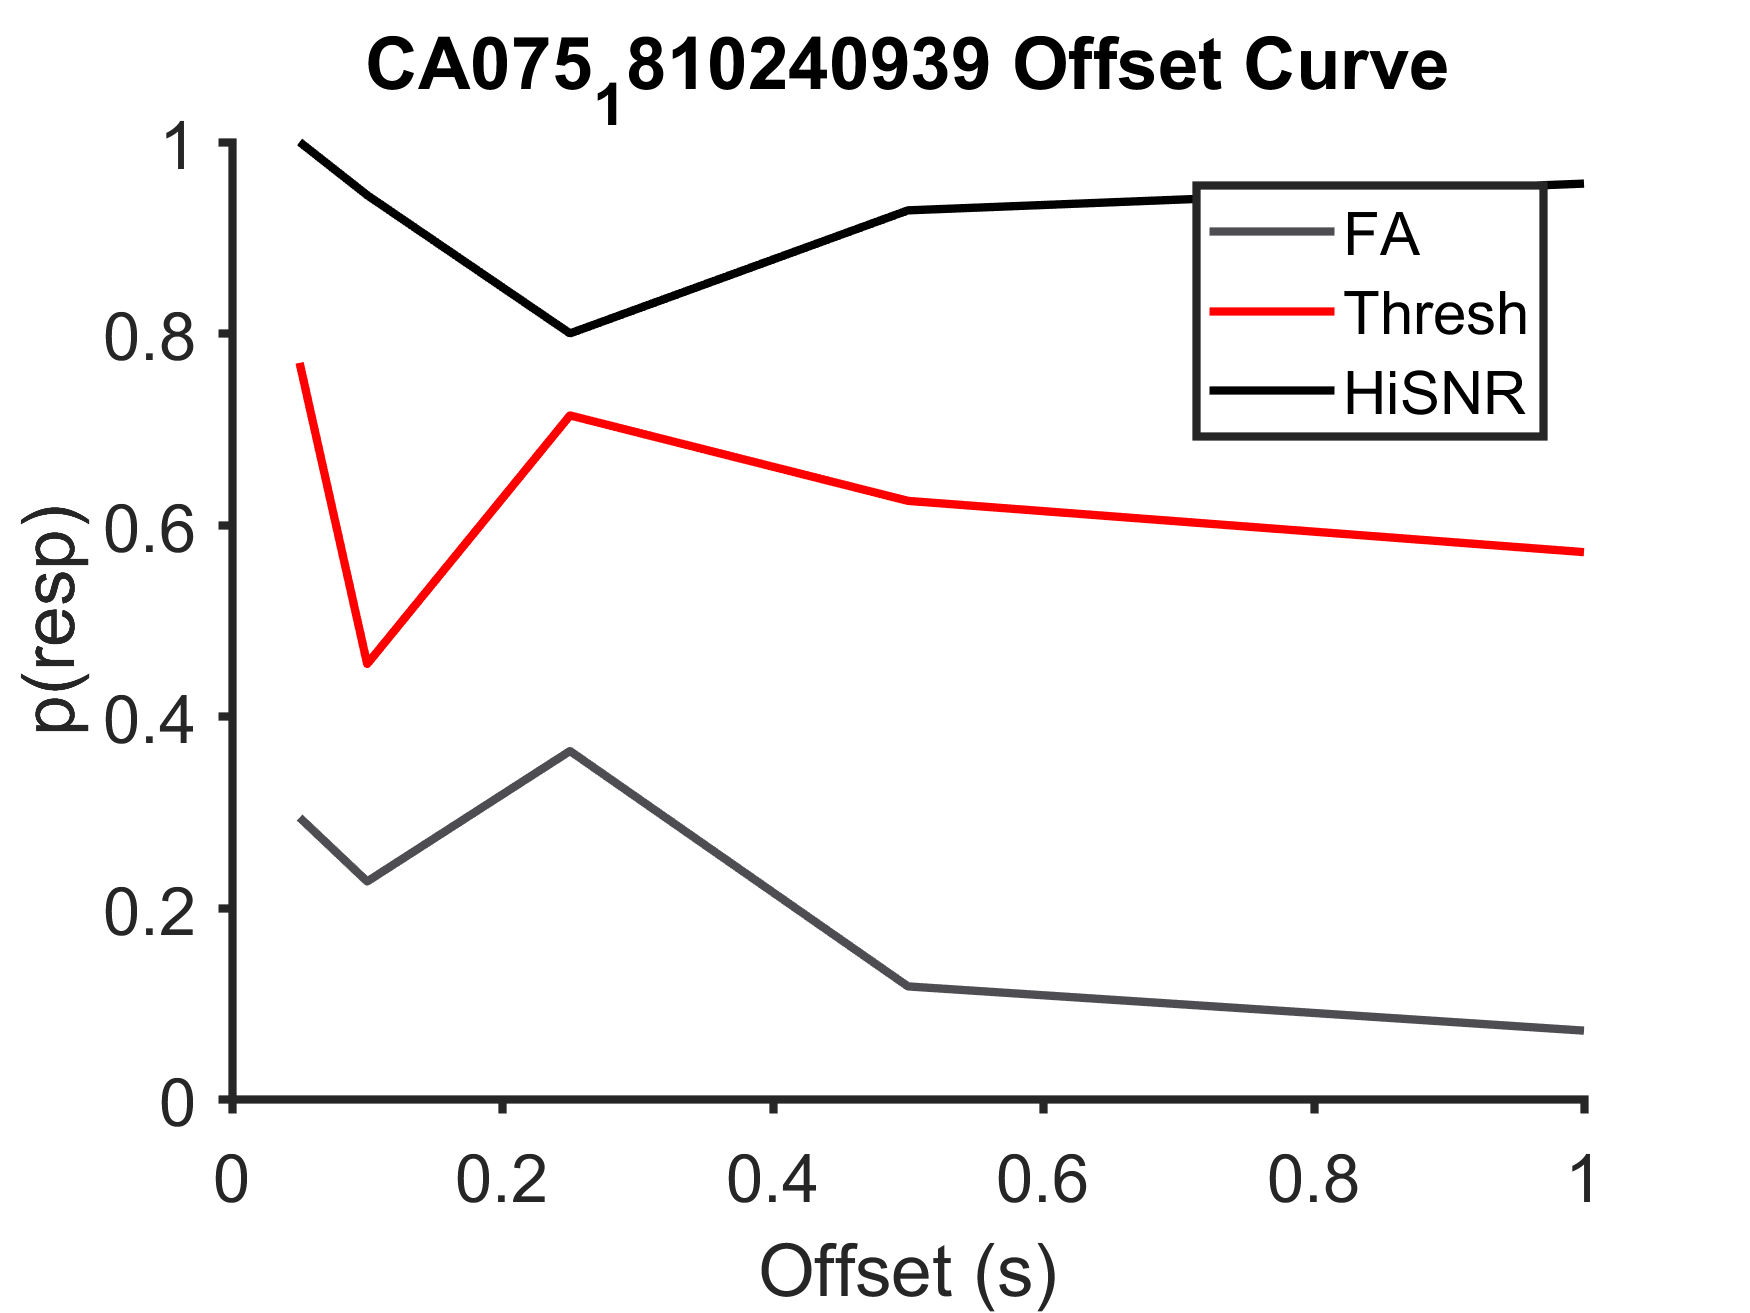 CA075₁810240939 Offset Curve
1
0.8
0.6
0.4
0.2
0
p(resp)
FA
Thresh
HiSNR
0 0.2 0.4 0.6 0.8 1
Offset (s)